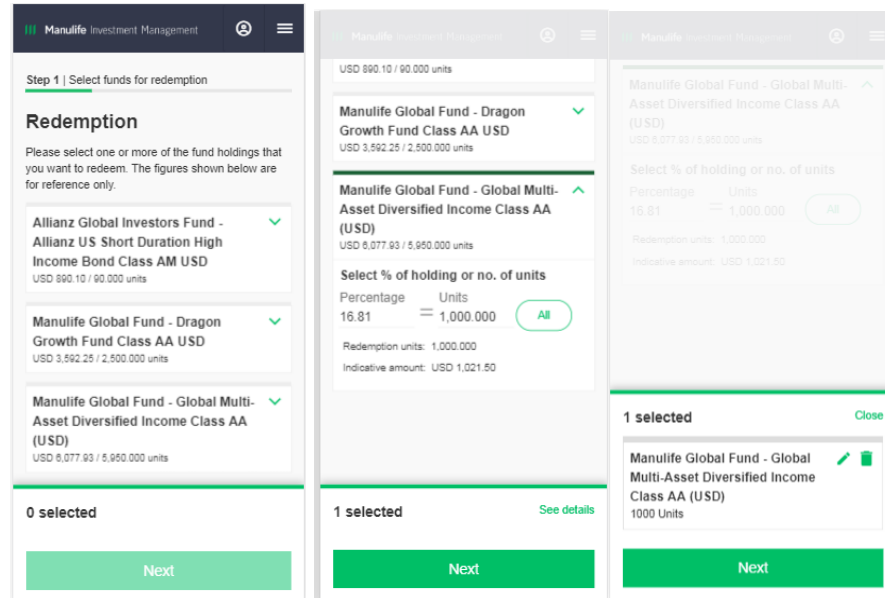 Manulife Investment Management
Step 1 | Select funds for redemption
Redemption
Please select one or more of the fund holdings that
you want to redeem. The figures shown below are
for reference only.
Allianz Global Investors Fund -
Allianz US Short Duration High
Income Bond Class AM USD
USD 890.10 / 90.000 units
Manulife Global Fund - Dragon
Growth Fund Class AA USD
USD 3,592.25 / 2,500.000 units
Manulife Global Fund - Global Multi-
Asset Diversified Income Class AA
(USD)
USD 6,077.93 / 5,950.000 units
0 selected
Next
Manulife Investment Management
USD 890.10 / 90.000 units
Manulife Global Fund - Dragon
Growth Fund Class AA USD
USD 3,592.25 / 2,500.000 units
Manulife Global Fund - Global Multi-
Asset Diversified Income Class AA
(USD)
USD 6,077.93 / 5,950.000 units
Select % of holding or no. of units
Percentage Units
16.81 = 1,000.000 All
Redemption units: 1,000.000
Indicative amount: USD 1,021.50
1 selected See details
Next
Manulife Investment Management
Manulife Global Fund - Global Multi-
Asset Diversified Income Class AA
(USD)
USD 6,077.93 / 5,950.000 units
Select % of holding or no. of units
Percentage Units
16.81 = 1,000.000 All
Redemption units: 1,000.000
Indicative amount: USD 1,021.50
1 selected Close
Manulife Global Fund - Global
Multi-Asset Diversified Income
Class AA (USD)
1000 Units
Next